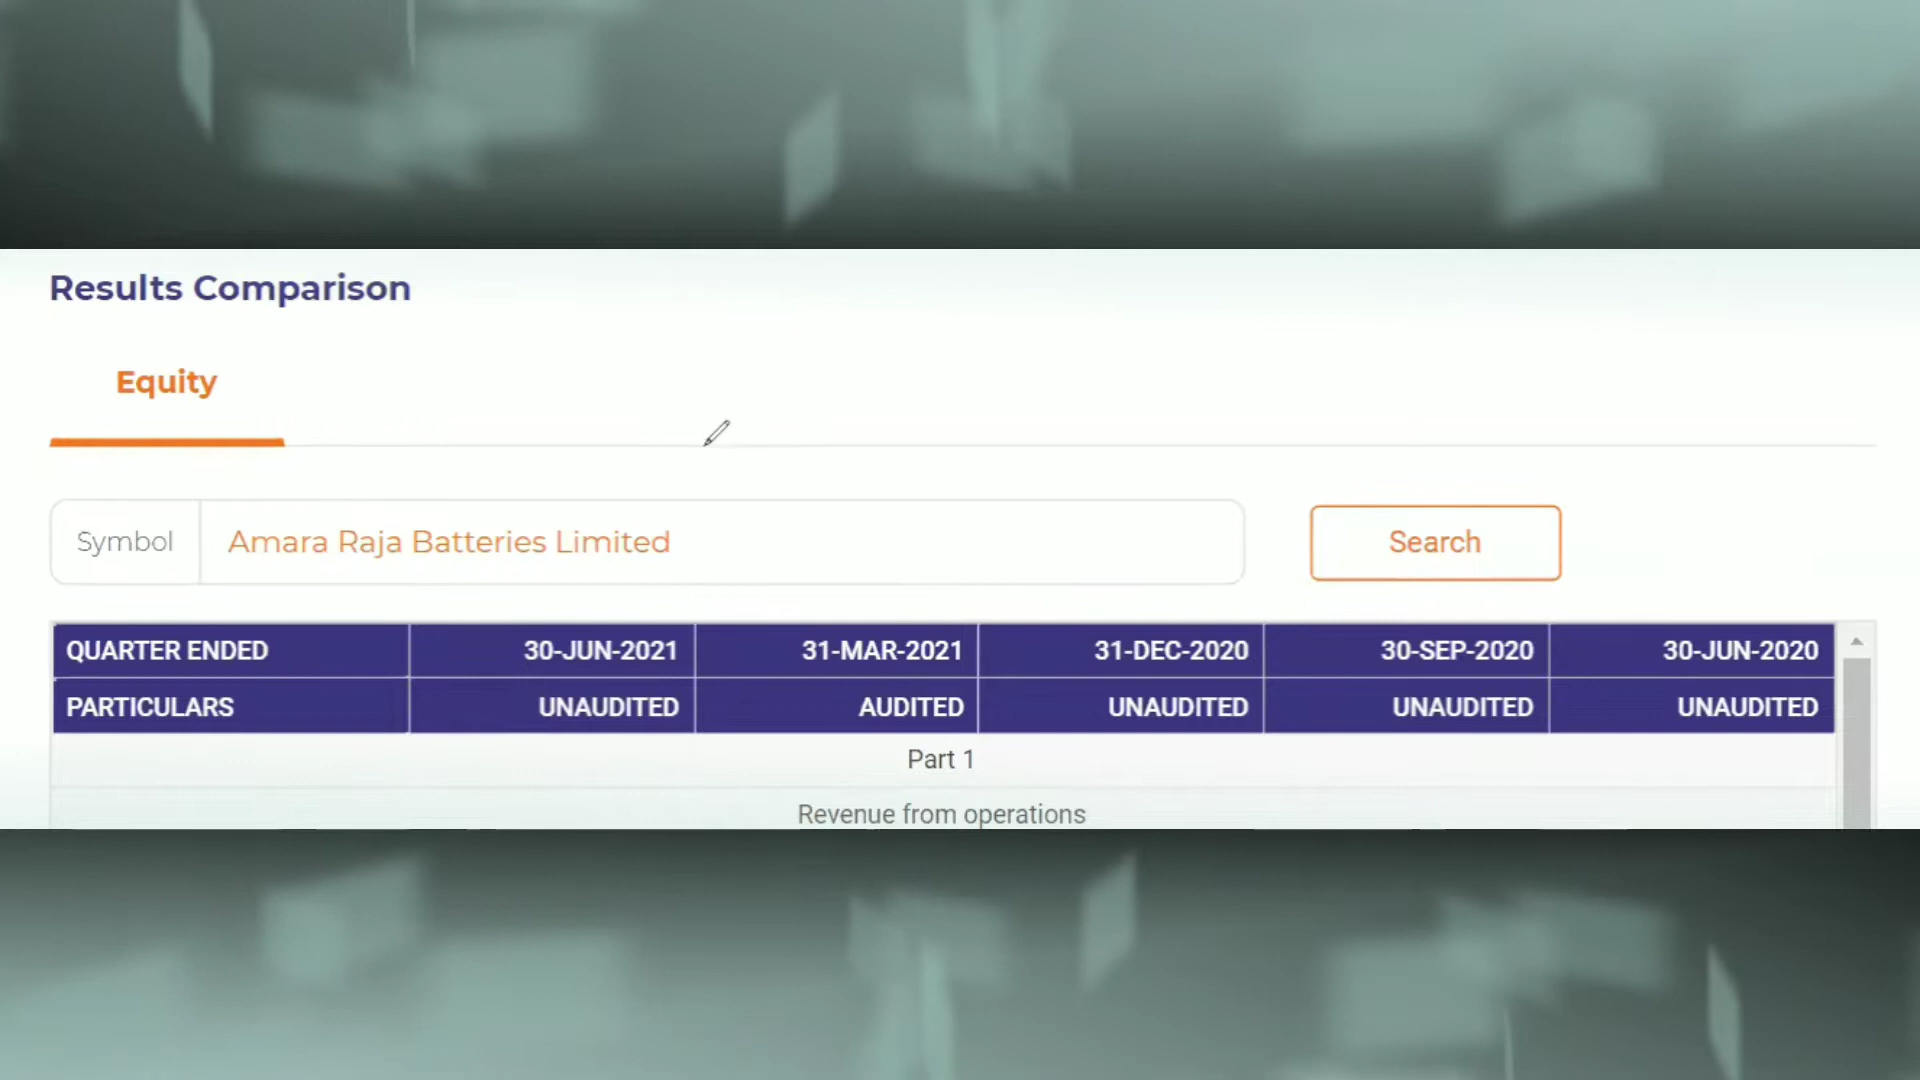 Results Comparison
Equity
Symbol Amara Raja Batteries Limited Search
QUARTER ENDED 30-JUN-2021 31-MAR-2021 31-DEC-2020 30-SEP-2020 30-JUN-2020
PARTICULARS UNAUDITED AUDITED UNAUDITED UNAUDITED UNAUDITED
Part 1
Revenue from operations